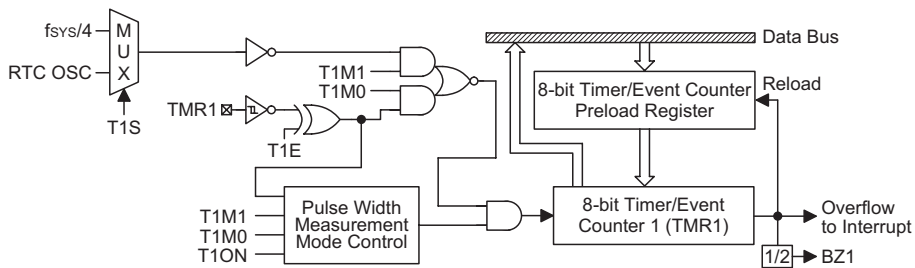 fSYS/4
M
U
X
RTC OSC
T1S
T1M1
T1M0
TMR1
T1E
Data Bus
8-bit Timer/Event Counter
Preload Register
Reload
T1M1
T1M0
T1ON
Pulse Width
Measurement
Mode Control
8-bit Timer/Event
Counter 1 (TMR1)
Overflow
to Interrupt
1/2
BZ1